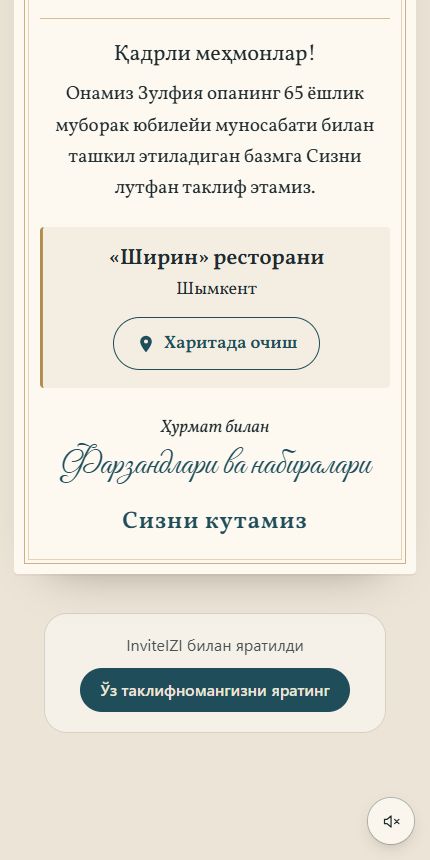 Қадрли меҳмонлар!
Онамиз Зулфия опанинг 65 ёшлик
муборак юбилейи муносабати билан
ташкил этиладиган базмга Сизни
лутфан таклиф этамиз.
«Ширин» ресторани
Шымкент
Харитада очиш
Ҳурмат билан
Фарзандлари ва набиралари
Сизни кутамиз
InviteIZI билан яратилди
Ўз таклифномангизни яратинг